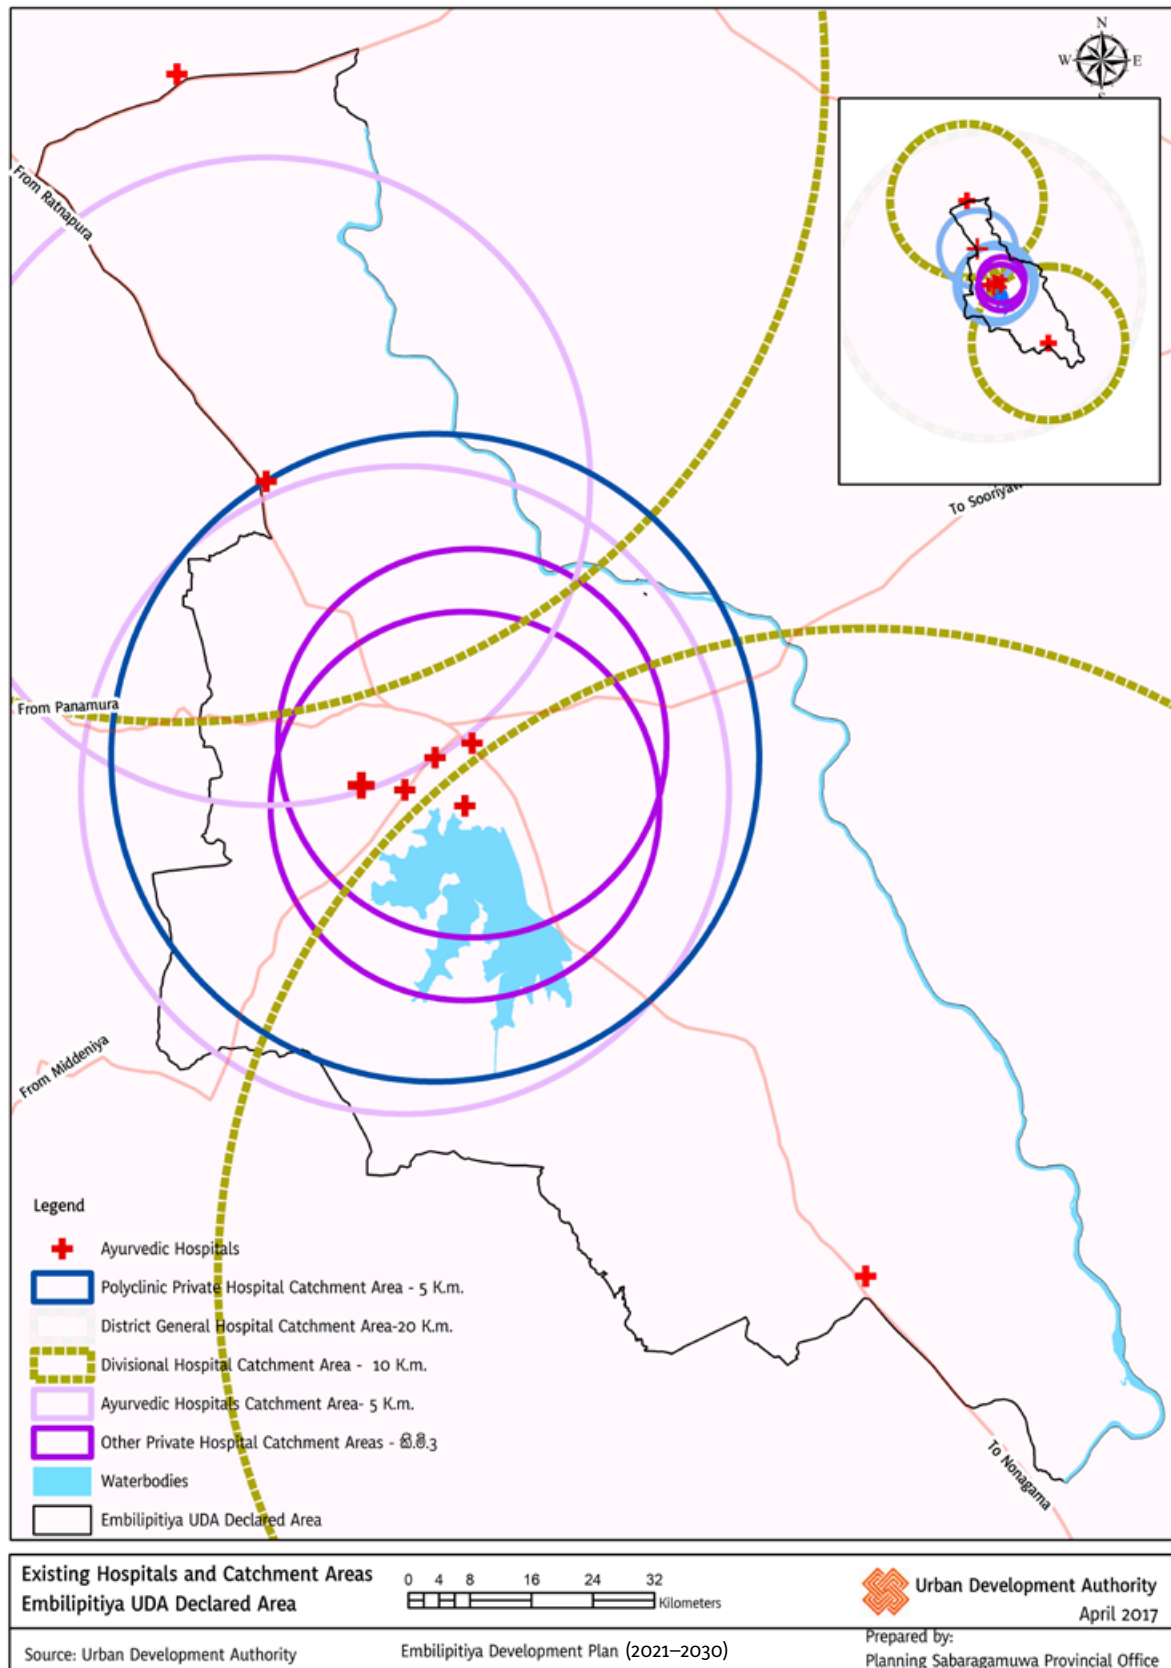 N
W E
S
From Ratnapura
From Panamura
From Middeniya
To Nonagama
Legend
Ayurvedic Hospitals
Polyclinic Private Hospital Catchment Area - 5 K.m.
District General Hospital Catchment Area-20 K.m.
Divisional Hospital Catchment Area - 10 K.m.
Ayurvedic Hospitals Catchment Area- 5 K.m.
Other Private Hospital Catchment Areas - කි.මී.3
Waterbodies
Embilipitiya UDA Declared Area
Existing Hospitals and Catchment Areas
Embilipitiya UDA Declared Area
0 4 8 16 24 32
Kilometers
Urban Development Authority
April 2017
Source: Urban Development Authority
Embilipitiya Development Plan (2021–2030)
Prepared by:
Planning Sabaragamuwa Provincial Office